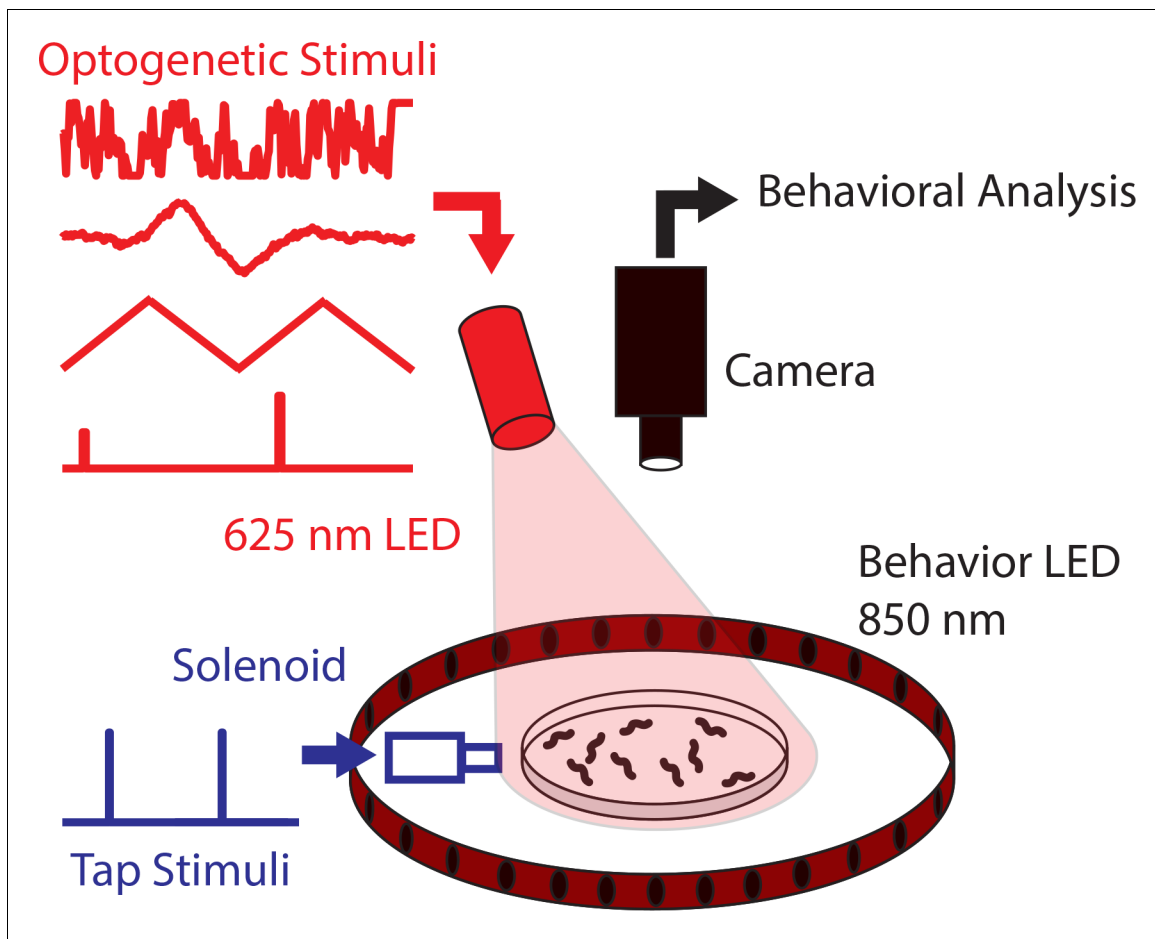 Optogenetic Stimuli
Behavioral Analysis
Camera
625 nm LED
Behavior LED
850 nm
Solenoid
Tap Stimuli